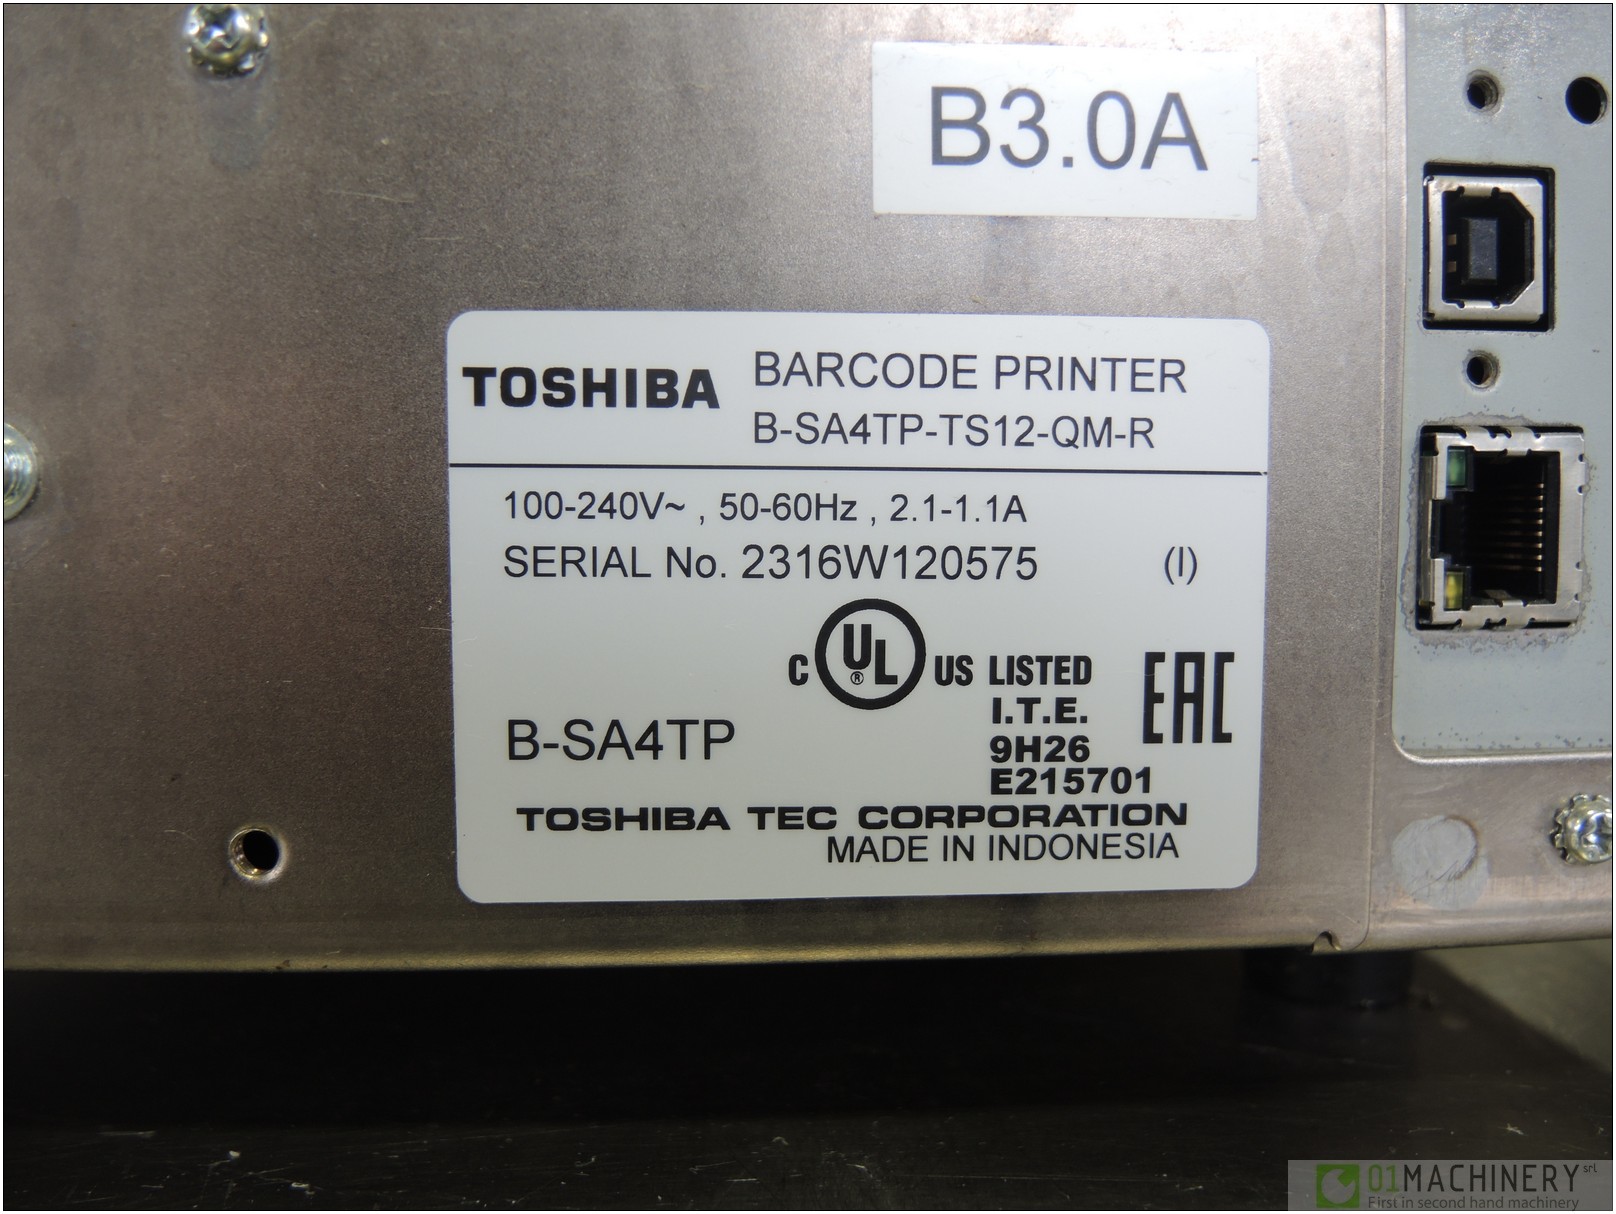 B3.0A
TOSHIBA
BARCODE PRINTER
B-SA4TP-TS12-QM-R
100-240V~ , 50-60Hz , 2.1-1.1A
SERIAL No. 2316W120575 (I)
C UL ® US LISTED
I.T.E.
9H26
E215701
EAC
B-SA4TP
TOSHIBA TEC CORPORATION
MADE IN INDONESIA
01MACHINERY srl
First in second hand machinery